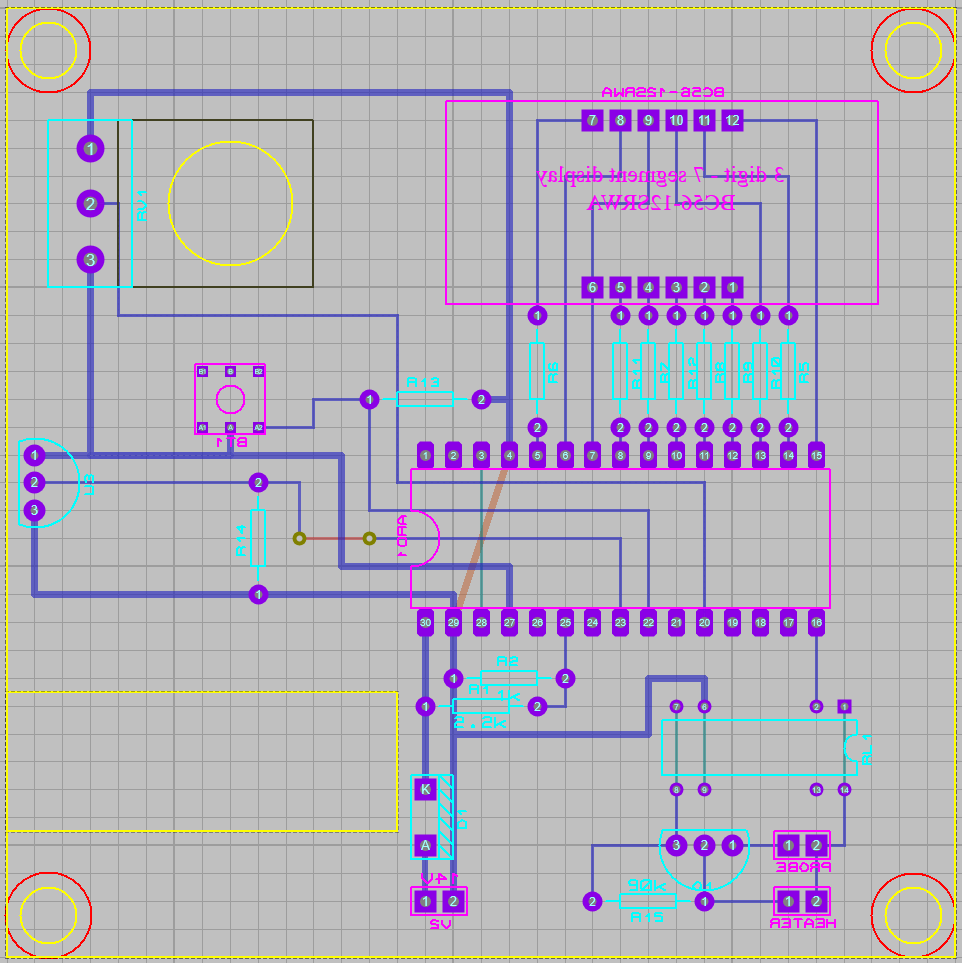 BC56-12SRWA
7 8 9 10 11 12
3 digit 7 segment display
BC56-12SRWA
1
2
3
RV1
6 5 4 3 2 1
1 1 1 1 1 1 1 1
R6 R11 R7 R12 R8 R9 R10 R5
2 2 2 2 2 2 2 2
B1 B B2
A1 A A2
BT1
1 R13 2
1
2
3
U3
2
R14
1
1 2 3 4 5 6 7 8 9 10 11 12 13 14 15
ARD1
30 29 28 27 26 25 24 23 22 21 20 19 18 17 16
R2
1 2
1k
R1
1 2
2.2k
7 6 2 1
RL1
8 9 13 14
K
A
D1
14V
1 2
5V
3 2 1
1 2
PROBE
90k
2 1
R15
1 2
HEATER